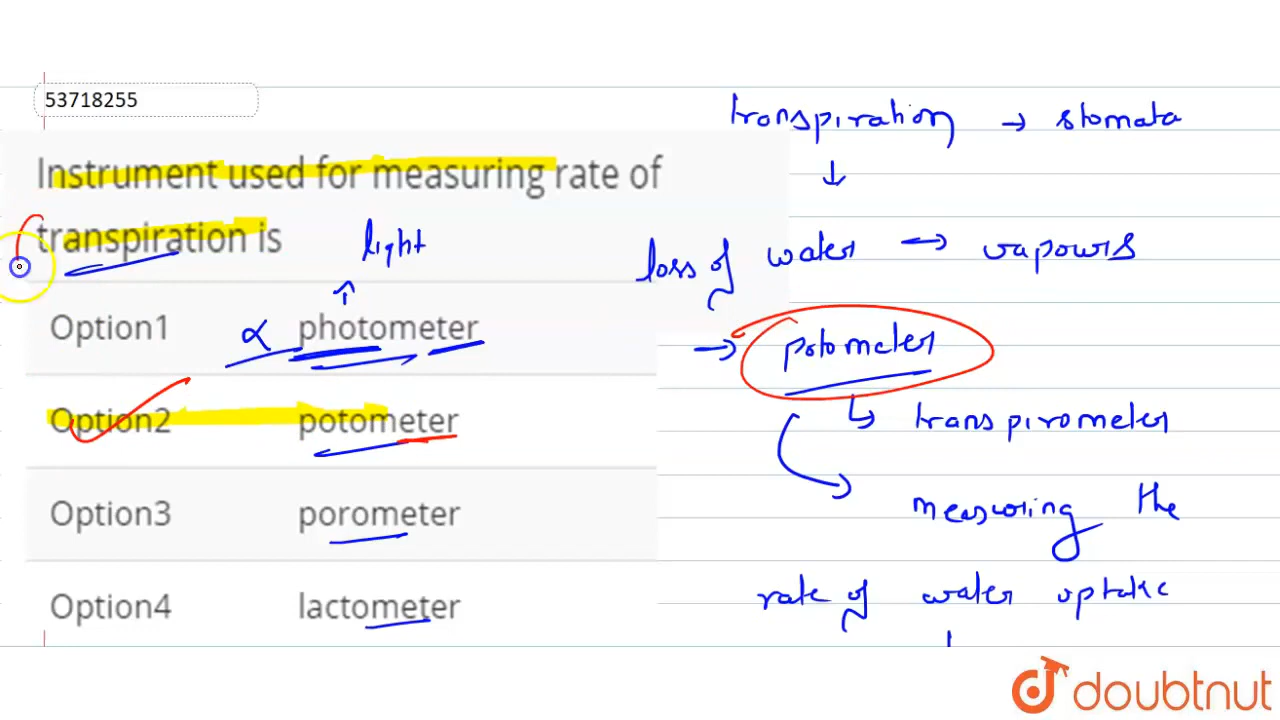 53718255
Instrument used for measuring rate of
transpiration is
light
Option1 α photometer
Option2 potometer
Option3 porometer
Option4 lactometer
transpiration → stomata
↓
loss of water → vapours
→ potometer
↳ transpirometer
measuring the
rate of water uptake
doubtnut